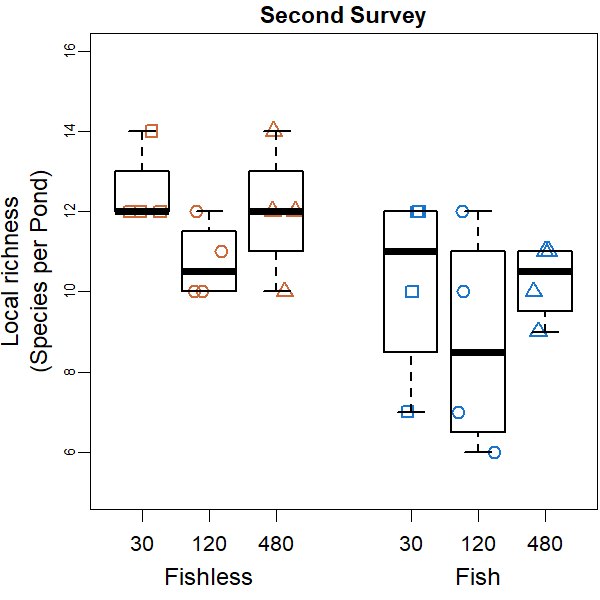 Second Survey
Local richness
(Species per Pond)
16
14
12
10
8
6
30 120 480 30 120 480
Fishless Fish